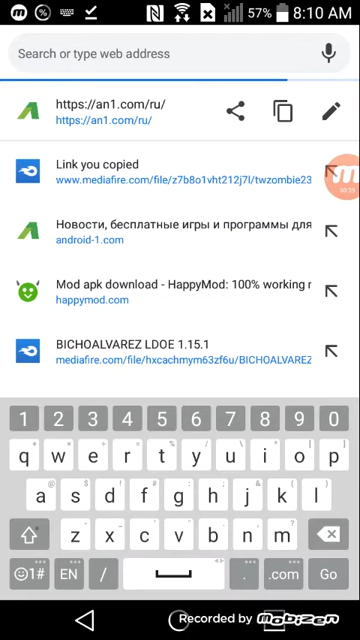 57% 8:10 AM
Search or type web address
https://an1.com/ru/
https://an1.com/ru/
Link you copied
www.mediafire.com/file/z7b8o1vht212j7l/twzombie23
Новости, бесплатные игры и программы для
android-1.com
Mod apk download - HappyMod: 100% working r
happymod.com
BICHOALVAREZ LDOE 1.15.1
mediafire.com/file/hxcachmym63zf6u/BICHOALVAREZ
1 2 3 4 5 6 7 8 9 0
q w e r t y u i o p
a s d f g h j k l
z x c v b n m
☺1# EN / . .com Go
Recorded by Mobizen